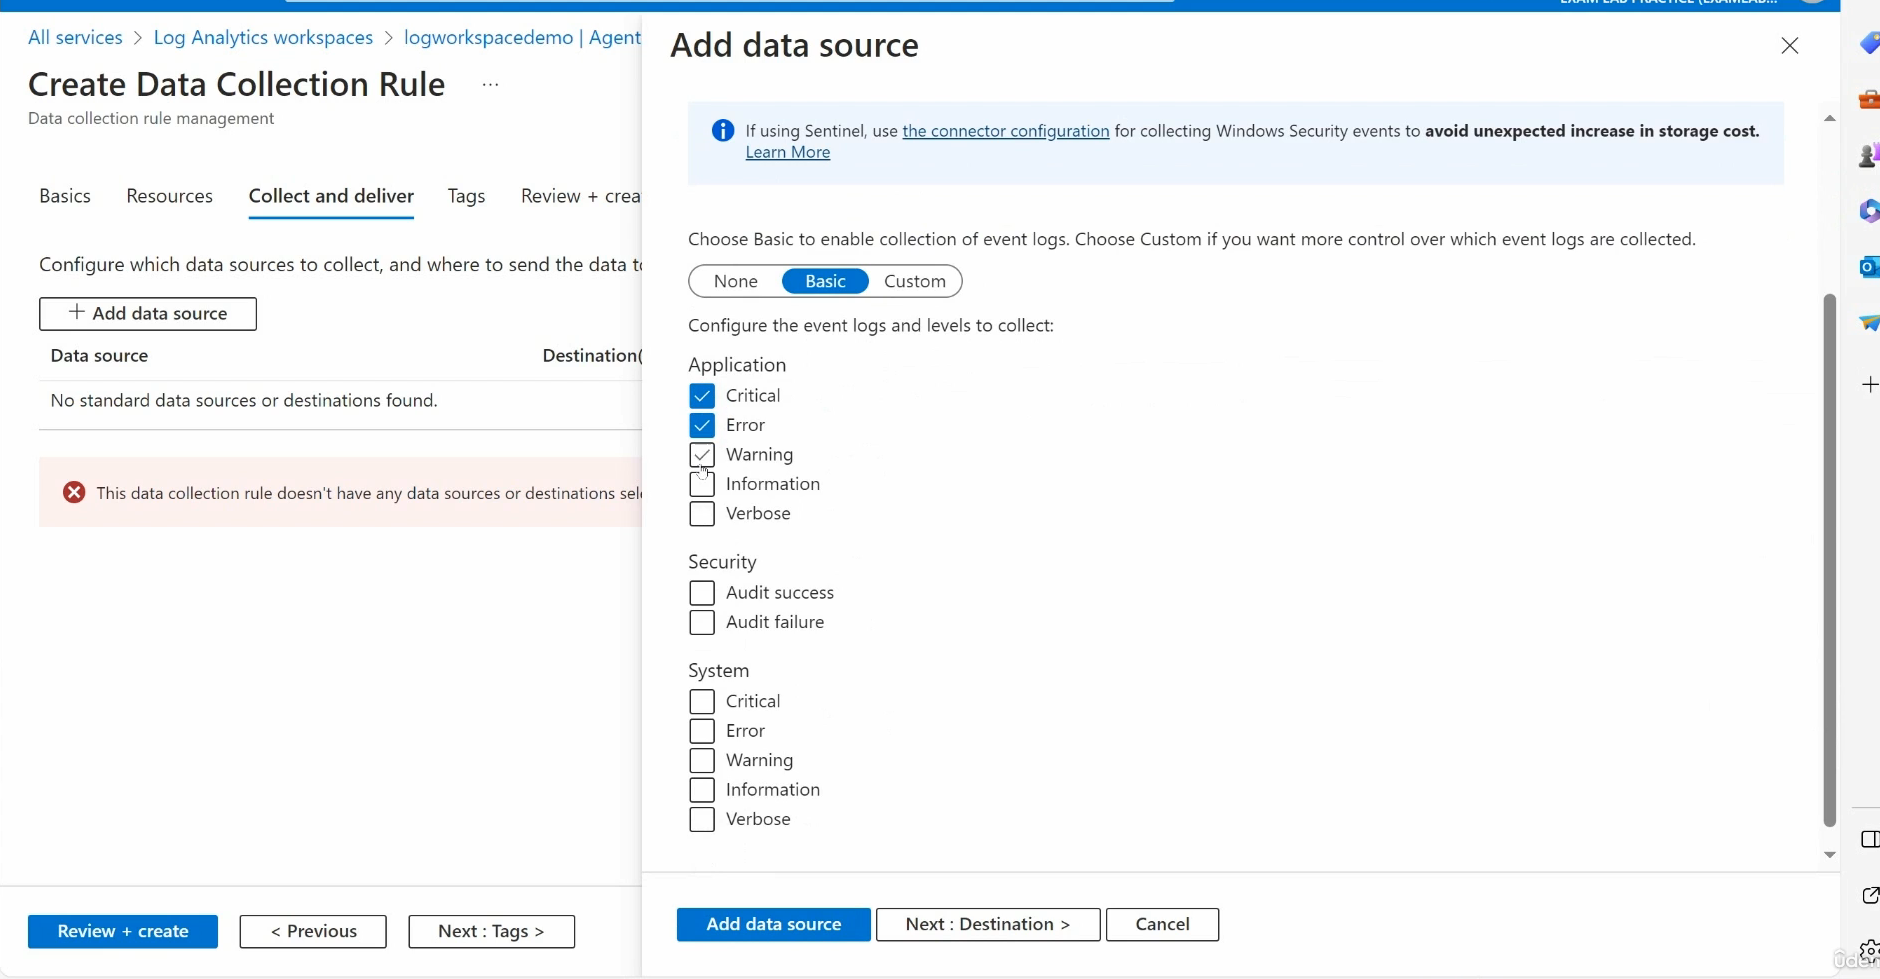 All services > Log Analytics workspaces > logworkspacedemo | Agent
Create Data Collection Rule ...
Data collection rule management
Basics Resources Collect and deliver Tags Review + crea
Configure which data sources to collect, and where to send the data t
+ Add data source
Data source Destination(
No standard data sources or destinations found.
This data collection rule doesn't have any data sources or destinations sel
Review + create < Previous Next : Tags >
Add data source
If using Sentinel, use the connector configuration for collecting Windows Security events to avoid unexpected increase in storage cost.
Learn More
Choose Basic to enable collection of event logs. Choose Custom if you want more control over which event logs are collected.
None Basic Custom
Configure the event logs and levels to collect:
Application
Critical
Error
Warning
Information
Verbose
Security
Audit success
Audit failure
System
Critical
Error
Warning
Information
Verbose
Add data source Next : Destination > Cancel